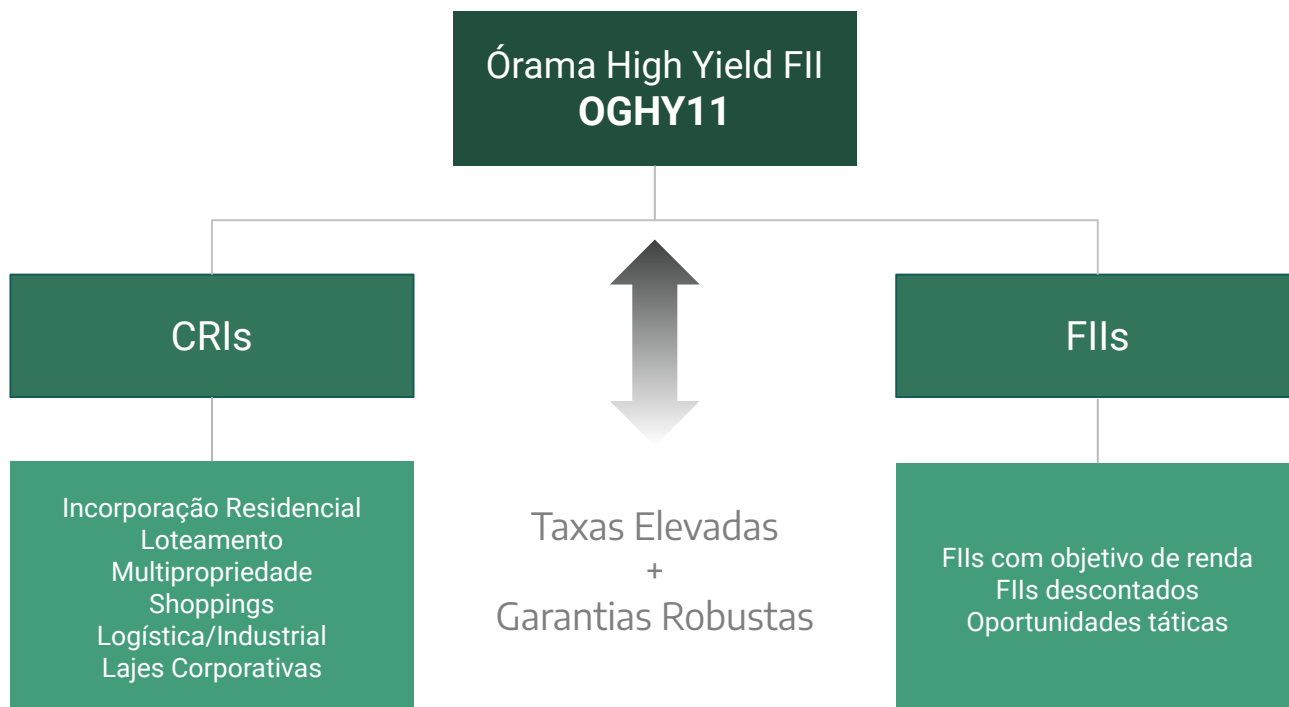 Órama High Yield FII
OGHY11
CRIs
FIIs
Incorporação Residencial
Loteamento
Multipropriedade
Shoppings
Logística/Industrial
Lajes Corporativas
Taxas Elevadas
+
Garantias Robustas
FIIs com objetivo de renda
FIIs descontados
Oportunidades táticas